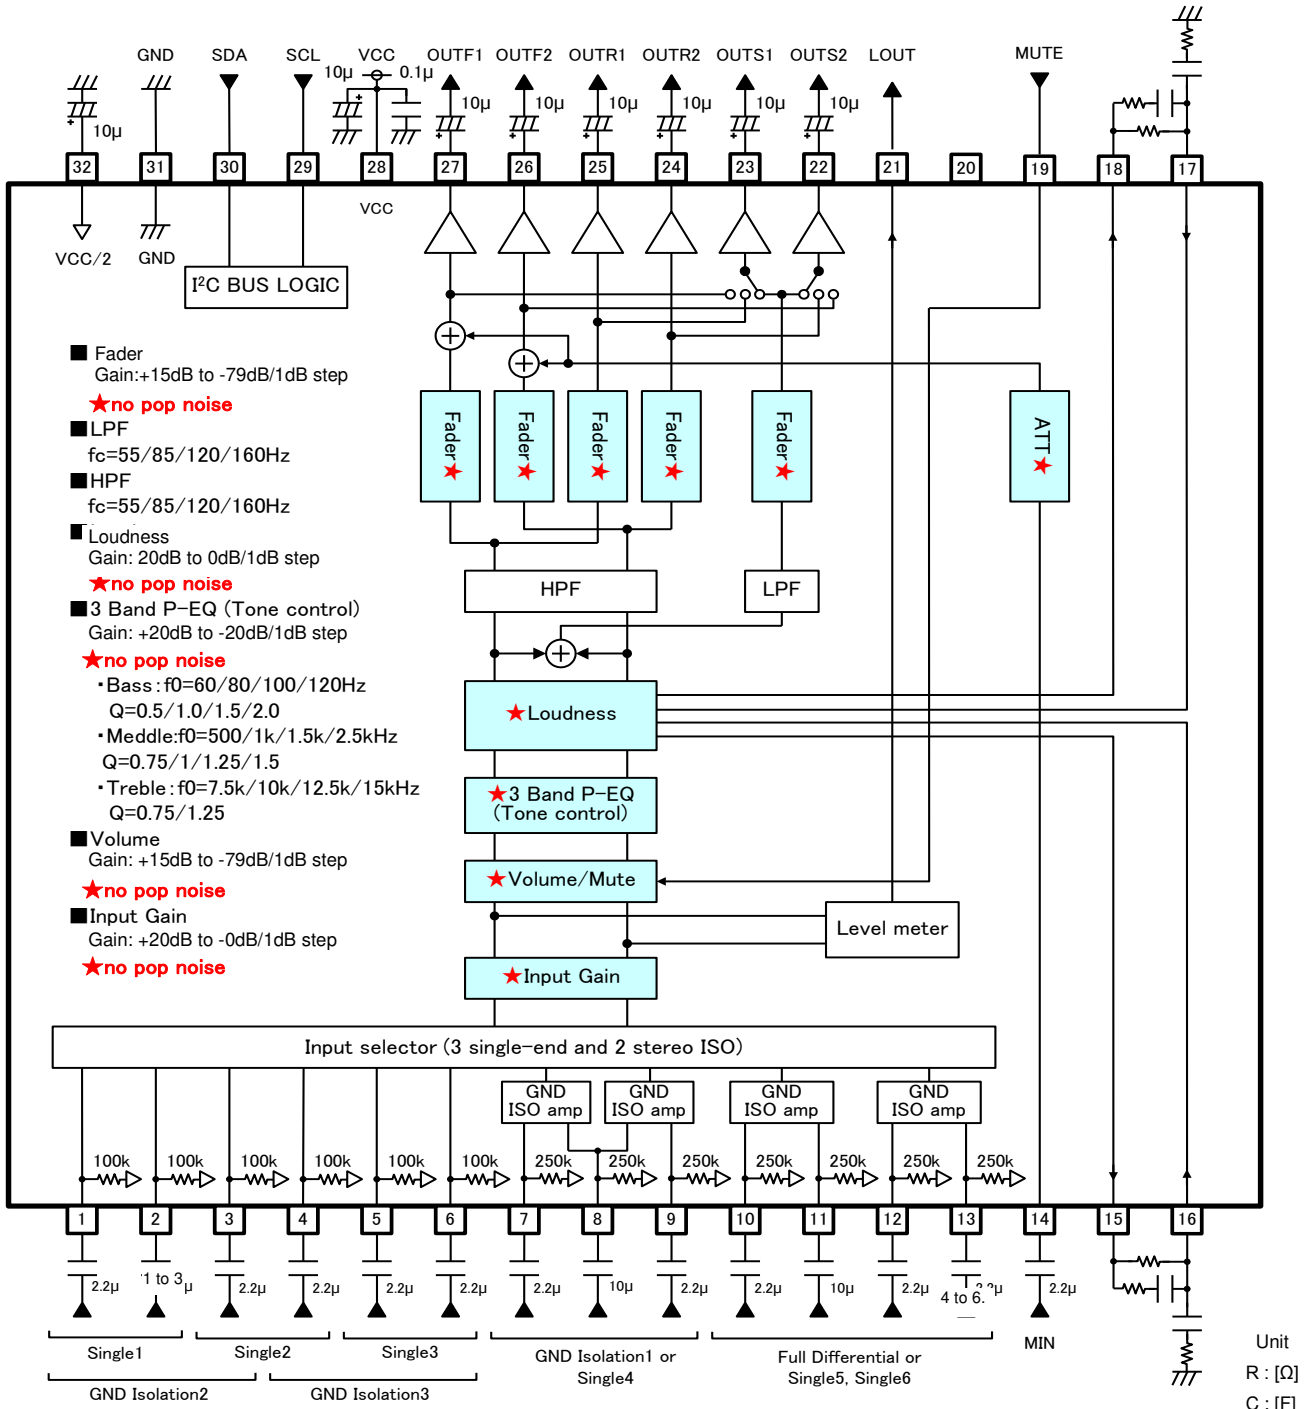 GND SDA SCL VCC OUTF1 OUTF2 OUTR1 OUTR2 OUTS1 OUTS2 LOUT MUTE
10μ 10μ 0.1μ 10μ 10μ 10μ 10μ 10μ 10μ
32 31 30 29 28 27 26 25 24 23 22 21 20 19 18 17
VCC
VCC/2 GND
I²C BUS LOGIC
■ Fader
Gain:+15dB to -79dB/1dB step
★no pop noise
■LPF
fc=55/85/120/160Hz
■HPF
fc=55/85/120/160Hz
■ Loudness
Gain: 20dB to 0dB/1dB step
★no pop noise
■3 Band P-EQ (Tone control)
Gain: +20dB to -20dB/1dB step
★no pop noise
・Bass:f0=60/80/100/120Hz
Q=0.5/1.0/1.5/2.0
・Meddle:f0=500/1k/1.5k/2.5kHz
Q=0.75/1/1.25/1.5
・Treble:f0=7.5k/10k/12.5k/15kHz
Q=0.75/1.25
■Volume
Gain: +15dB to -79dB/1dB step
★no pop noise
■Input Gain
Gain: +20dB to -0dB/1dB step
★no pop noise
Fader★ Fader★ Fader★ Fader★ Fader★ ATT★
HPF LPF
★Loudness
★3 Band P-EQ
(Tone control)
★Volume/Mute
Level meter
★Input Gain
Input selector (3 single-end and 2 stereo ISO)
GND
ISO amp
GND
ISO amp
GND
ISO amp
GND
ISO amp
100k 100k 100k 100k 100k 100k 250k 250k 250k 250k 250k 250k 250k
1 2 3 4 5 6 7 8 9 10 11 12 13 14 15 16
2.2μ 1 to 3μ 2.2μ 2.2μ 2.2μ 2.2μ 2.2μ 10μ 2.2μ 2.2μ 10μ 2.2μ 4 to 6. 2.2μ
Single1 Single2 Single3
GND Isolation2 GND Isolation3
GND Isolation1 or
Single4
Full Differential or
Single5, Single6
MIN
Unit
R : [Ω]
C : [F]